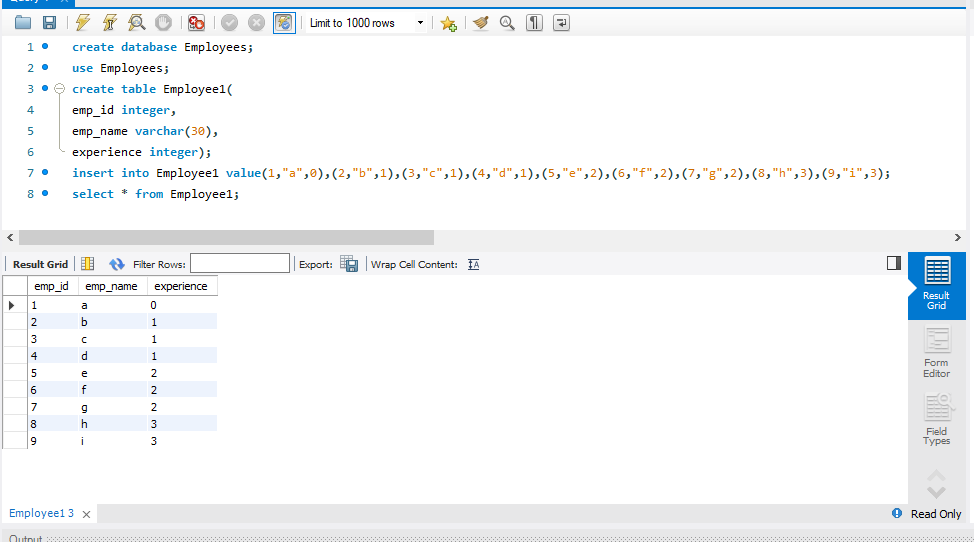 Limit to 1000 rows
1 create database Employees;
2 use Employees;
3 create table Employee1(
4 emp_id integer,
5 emp_name varchar(30),
6 experience integer);
7 insert into Employee1 value(1,"a",0),(2,"b",1),(3,"c",1),(4,"d",1),(5,"e",2),(6,"f",2),(7,"g",2),(8,"h",3),(9,"i",3);
8 select * from Employee1;
Result Grid Filter Rows: Export: Wrap Cell Content: IA
emp_id emp_name experience
1 a 0
2 b 1
3 c 1
4 d 1
5 e 2
6 f 2
7 g 2
8 h 3
9 i 3
Result
Grid
Form
Editor
Field
Types
Employee1 3
Read Only
Output